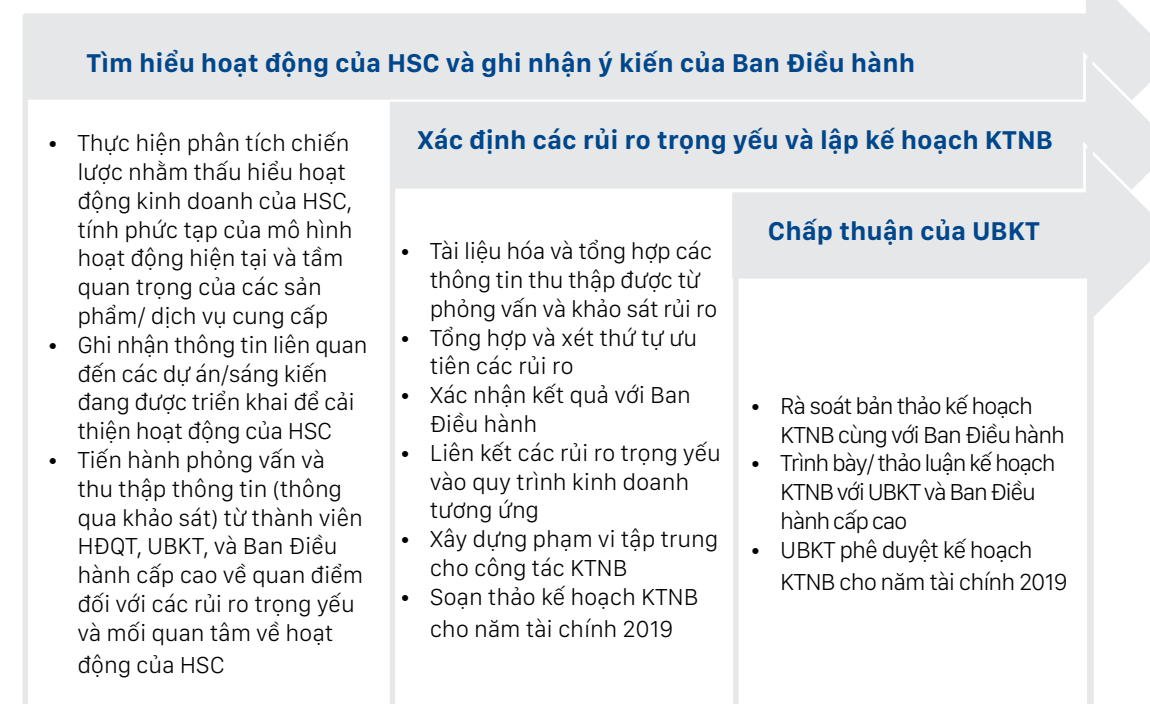 Tìm hiểu hoạt động của HSC và ghi nhận ý kiến của Ban Điều hành
• Thực hiện phân tích chiến
lược nhằm thấu hiểu hoạt
động kinh doanh của HSC,
tính phức tạp của mô hình
hoạt động hiện tại và tầm
quan trọng của các sản
phẩm/ dịch vụ cung cấp
• Ghi nhận thông tin liên quan
đến các dự án/sáng kiến
đang được triển khai để cải
thiện hoạt động của HSC
• Tiến hành phỏng vấn và
thu thập thông tin (thông
qua khảo sát) từ thành viên
HĐQT, UBKT, và Ban Điều
hành cấp cao về quan điểm
đối với các rủi ro trọng yếu
và mối quan tâm về hoạt
động của HSC
Xác định các rủi ro trọng yếu và lập kế hoạch KTNB
• Tài liệu hóa và tổng hợp các
thông tin thu thập được từ
phỏng vấn và khảo sát rủi ro
• Tổng hợp và xét thứ tự ưu
tiên các rủi ro
• Xác nhận kết quả với Ban
Điều hành
• Liên kết các rủi ro trọng yếu
vào quy trình kinh doanh
tương ứng
• Xây dựng phạm vi tập trung
cho công tác KTNB
• Soạn thảo kế hoạch KTNB
cho năm tài chính 2019
Chấp thuận của UBKT
• Rà soát bản thảo kế hoạch
KTNB cùng với Ban Điều hành
• Trình bày/ thảo luận kế hoạch
KTNB với UBKT và Ban Điều
hành cấp cao
• UBKT phê duyệt kế hoạch
KTNB cho năm tài chính 2019